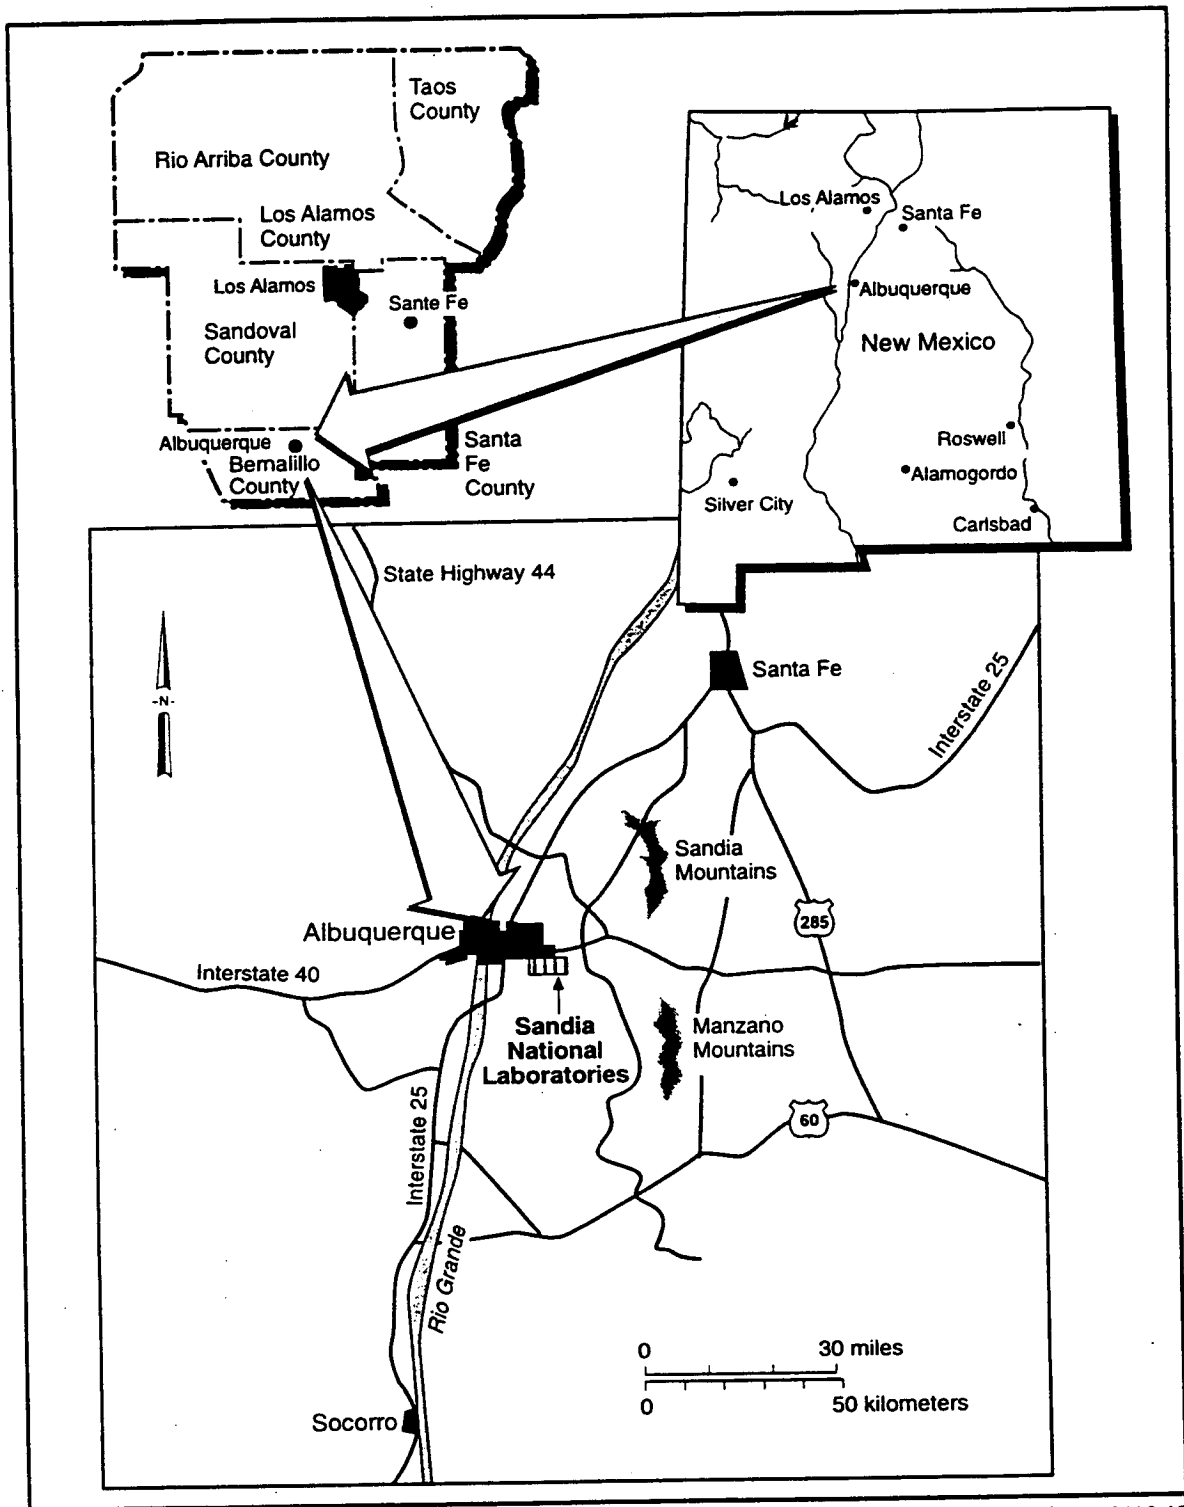 Taos
County
Rio Arriba County
Los Alamos
County
Los Alamos
Sante Fe
Sandoval
County
Albuquerque
Bernalillo
County
Santa
Fe
County
Los Alamos
Santa Fe
Albuquerque
New Mexico
Roswell
Alamogordo
Silver City
Carlsbad
State Highway 44
-N-
Santa Fe
Interstate 25
Sandia
Mountains
285
Albuquerque
Interstate 40
Sandia
National
Laboratories
Manzano
Mountains
Interstate 25
60
Rio Grande
0 30 miles
0 50 kilometers
Socorro